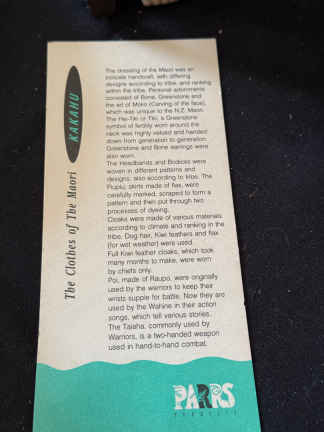 KAKAHU
The Clothes of The Maori
The dressing of the Maori was an
intricate handicraft, with differing
designs according to tribe, and ranking
within the tribe. Personal adornments
consisted of Bone, Greenstone and
the art of Moko (Carving of the face),
which was unique to the N.Z. Maori.
The Hei-Tiki or Tiki, a Greenstone
symbol of fertility worn around the
neck was highly valued and handed
down from generation to generation.
Greenstone and Bone earrings were
also worn.
The Headbands and Bodices were
woven in different patterns and
designs, also according to tribe. The
Piupiu, skirts made of flax, were
carefully marked, scraped to form a
pattern and then put through two
processes of dyeing.
Cloaks were made of various materials
according to climate and ranking in the
tribe. Dog hair, Kiwi feathers and flax
(for wet weather) were used.
Full Kiwi feather cloaks, which took
many months to make, were worn
by chiefs only.
Poi, made of Raupo, were originally
used by the warriors to keep their
wrists supple for battle. Now they are
used by the Wahine in their action
songs, which tell various stories.
The Taiaha, commonly used by
Warriors, is a two-handed weapon
used in hand-to-hand combat.
PARRS
PRODUCTS